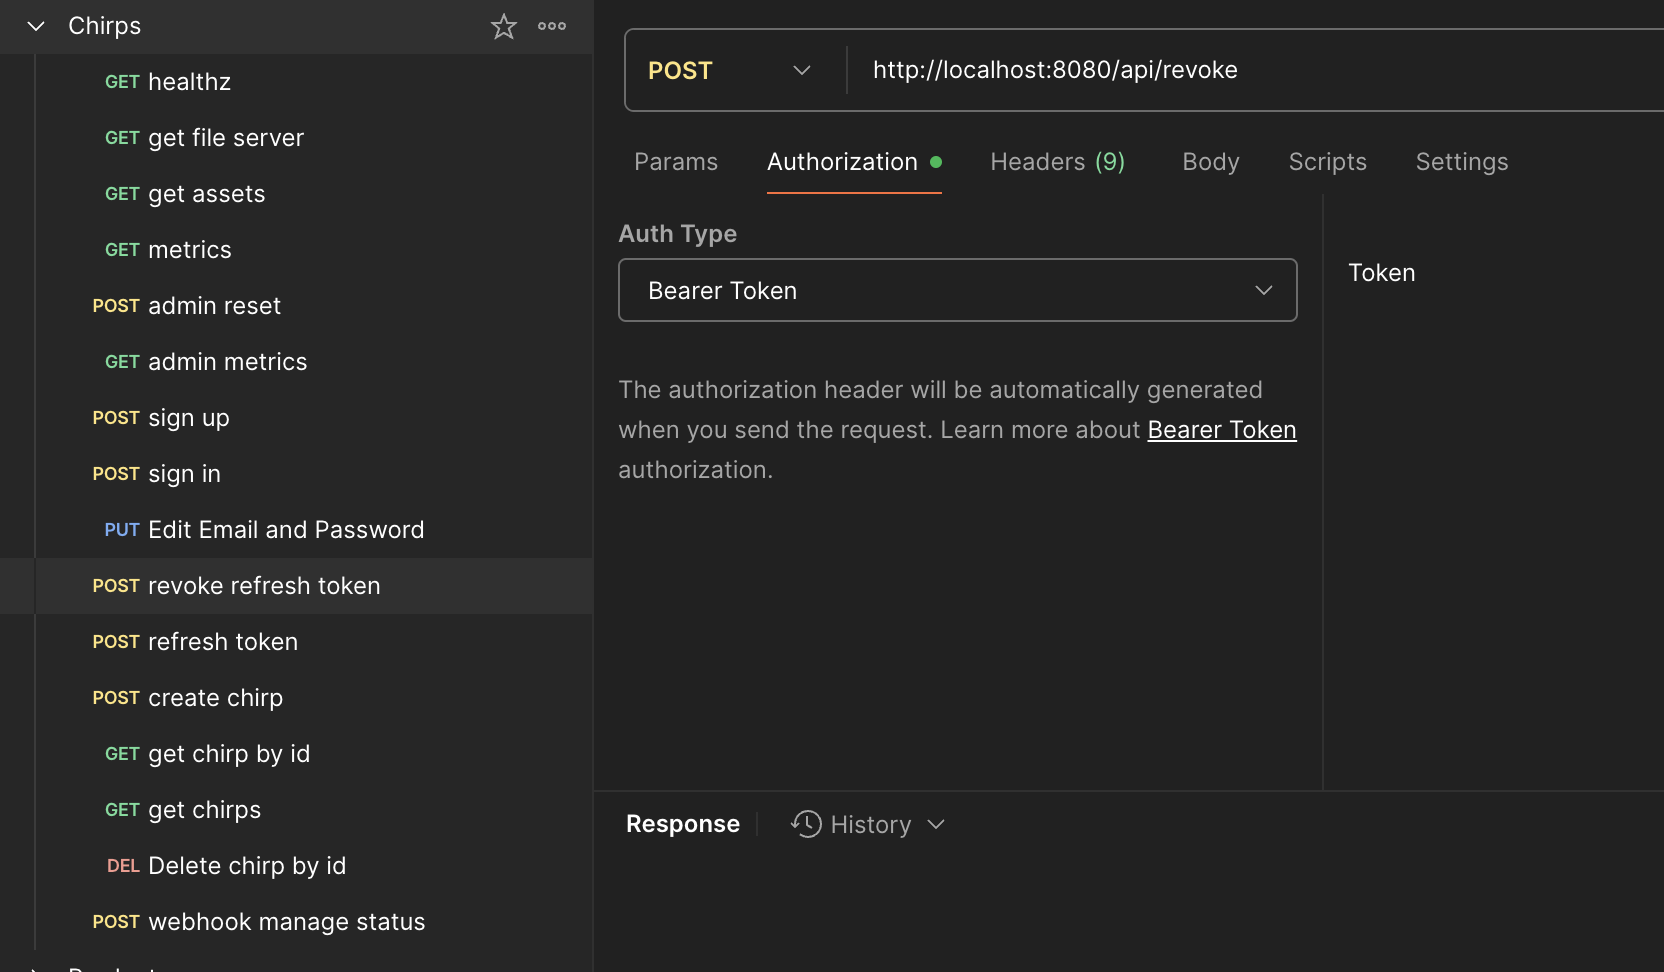 Chirps
GET healthz
GET get file server
GET get assets
GET metrics
POST admin reset
GET admin metrics
POST sign up
POST sign in
PUT Edit Email and Password
POST revoke refresh token
POST refresh token
POST create chirp
GET get chirp by id
GET get chirps
DEL Delete chirp by id
POST webhook manage status
POST http://localhost:8080/api/revoke
Params Authorization Headers (9) Body Scripts Settings
Auth Type
Bearer Token
The authorization header will be automatically generated
when you send the request. Learn more about Bearer Token
authorization.
Token
Response History